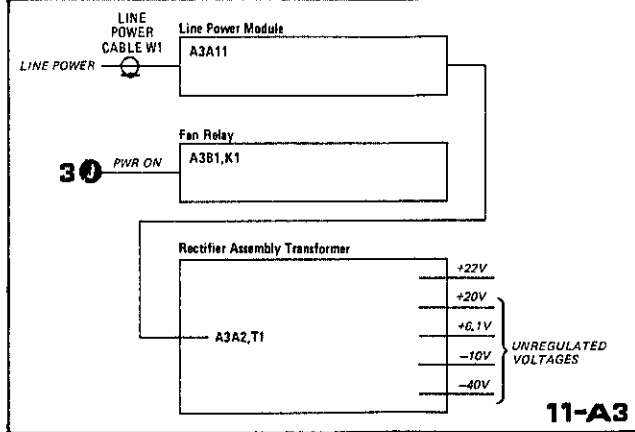 LINE
POWER
CABLE W1
Line Power Module
A3A11
LINE POWER
Fan Relay
A3B1,K1
3 J PWR ON
Rectifier Assembly Transformer
A3A2,T1
+22V
+20V
+6.1V
-10V
-40V
UNREGULATED
VOLTAGES
11-A3